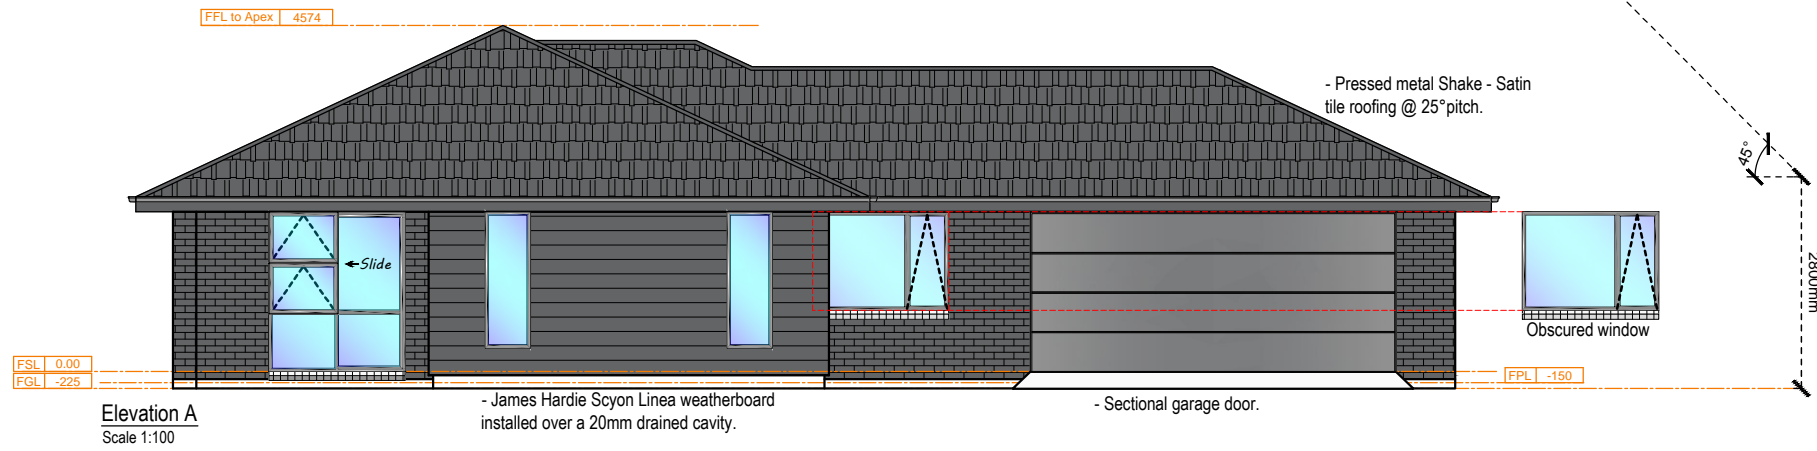 FFL to Apex 4574
- Pressed metal Shake - Satin
tile roofing @ 25°pitch.
45°
2800mm
Slide
Obscured window
FSL 0.00
FGL -225
FPL -150
Elevation A
Scale 1:100
- James Hardie Scyon Linea weatherboard
installed over a 20mm drained cavity.
- Sectional garage door.